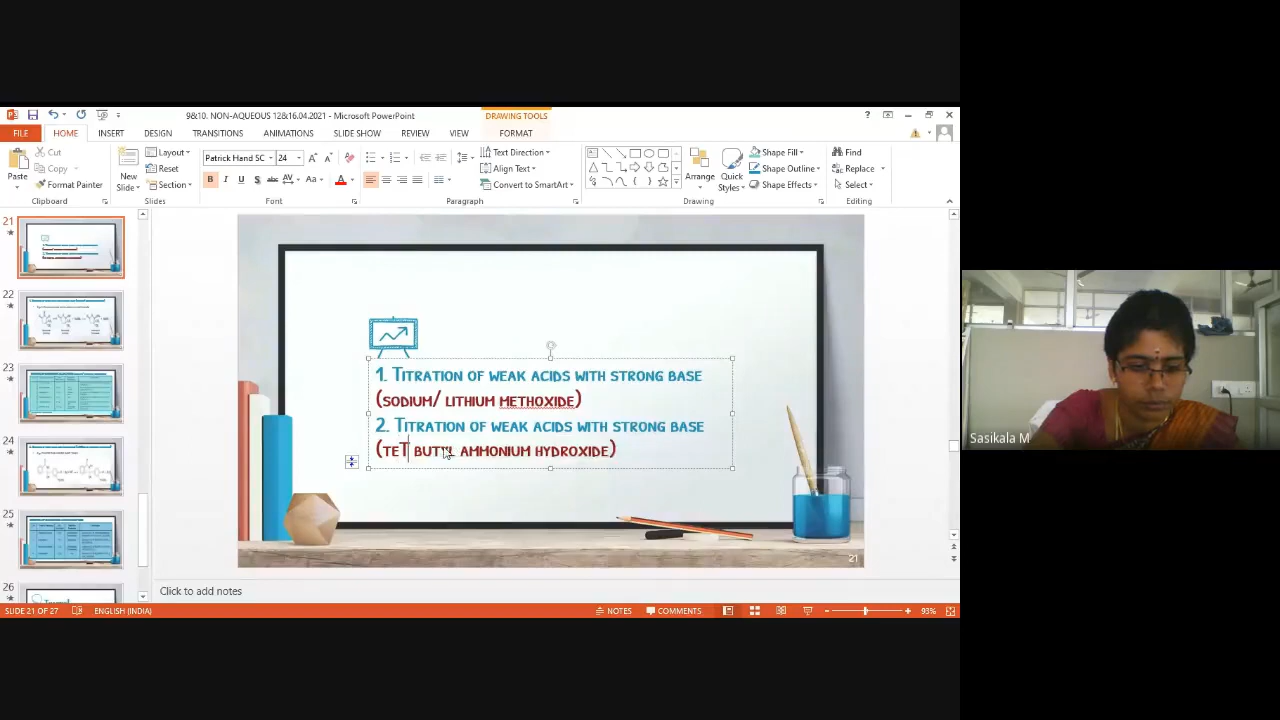 98&10. NON-AQUEOUS 12&16.04.2021 - Microsoft PowerPoint
DRAWING TOOLS
FILE HOME INSERT DESIGN TRANSITIONS ANIMATIONS SLIDE SHOW REVIEW VIEW FORMAT
Cut
Copy
Format Painter
Paste
Clipboard
New Slide
Layout
Reset
Section
Slides
Patrick Hand SC 24
B I U S abc AV Aa A
Font
Paragraph
Text Direction
Align Text
Convert to SmartArt
Arrange
Quick Styles
Shape Fill
Shape Outline
Shape Effects
Drawing
Find
Replace
Select
Editing
21
22
23
24
25
26
1. Titration of weak acids with strong base
(sodium/ lithium methoxide)
2. Titration of weak acids with strong base
(teT butyl ammonium hydroxide)
21
Sasikala M
Click to add notes
SLIDE 21 OF 27 ENGLISH (INDIA) NOTES COMMENTS 93%